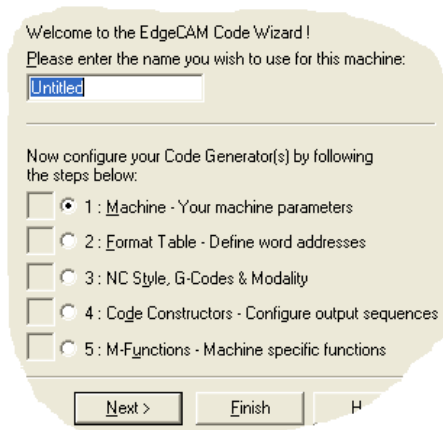 Welcome to the EdgeCAM Code Wizard !
Please enter the name you wish to use for this machine:
Untitled
Now configure your Code Generator(s) by following
the steps below:
1 : Machine - Your machine parameters
2 : Format Table - Define word addresses
3 : NC Style, G-Codes & Modality
4 : Code Constructors - Configure output sequences
5 : M-Functions - Machine specific functions
Next > Finish